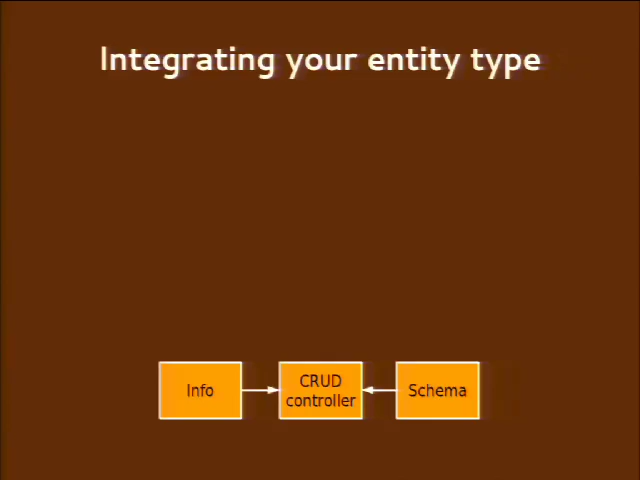 Integrating your entity type
Info
CRUD
controller
Schema